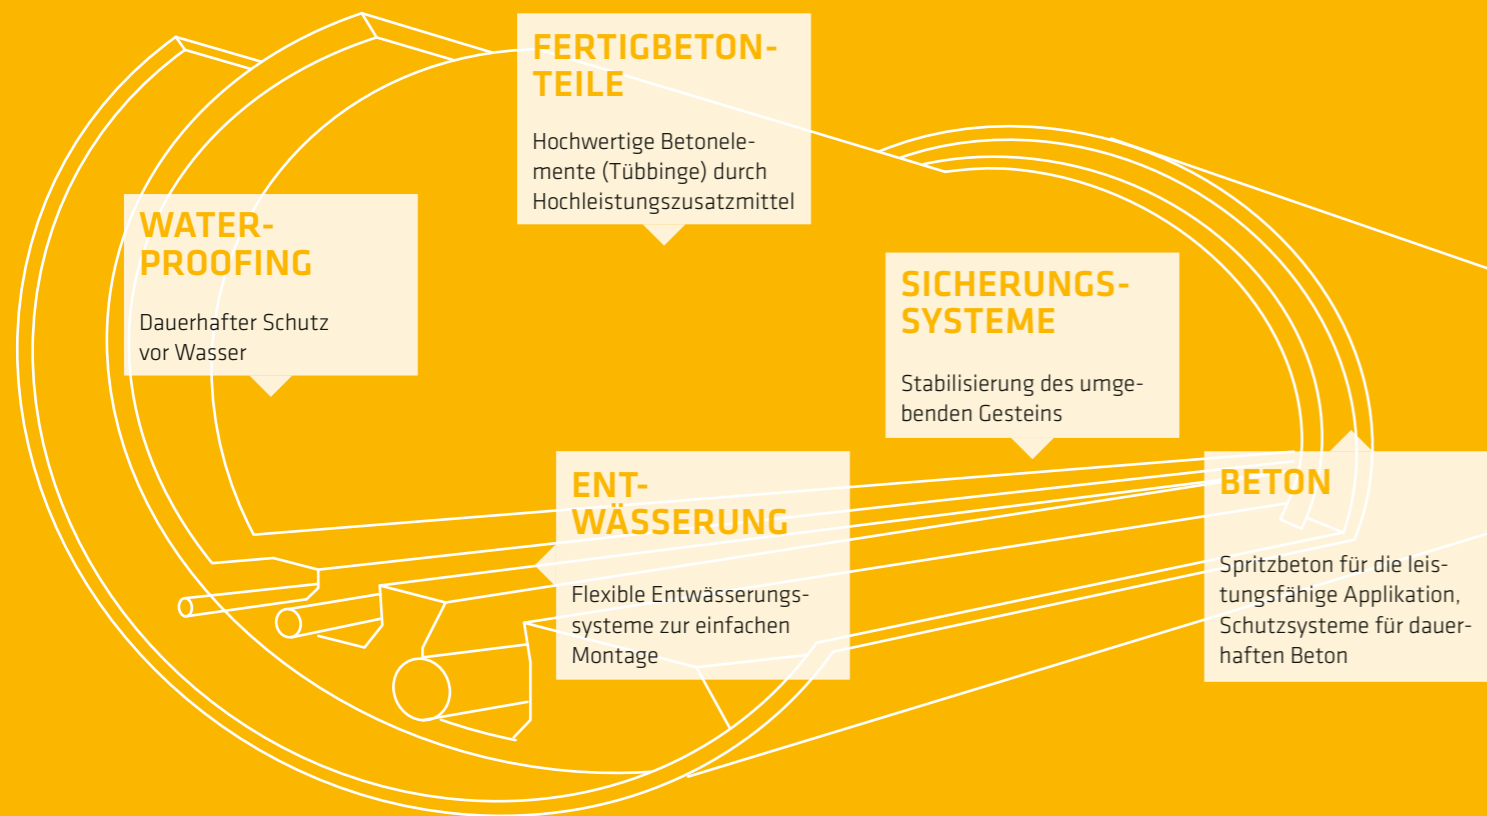 FERTIGBETON-
TEILE
Hochwertige Betonele-
mente (Tübbinge) durch
Hochleistungszusatzmittel
WATER-
PROOFING
Dauerhafter Schutz
vor Wasser
SICHERUNGS-
SYSTEME
Stabilisierung des umge-
benden Gesteins
ENT-
WÄSSERUNG
Flexible Entwässerungs-
systeme zur einfachen
Montage
BETON
Spritzbeton für die leis-
tungsfähige Applikation,
Schutzsysteme für dauer-
haften Beton